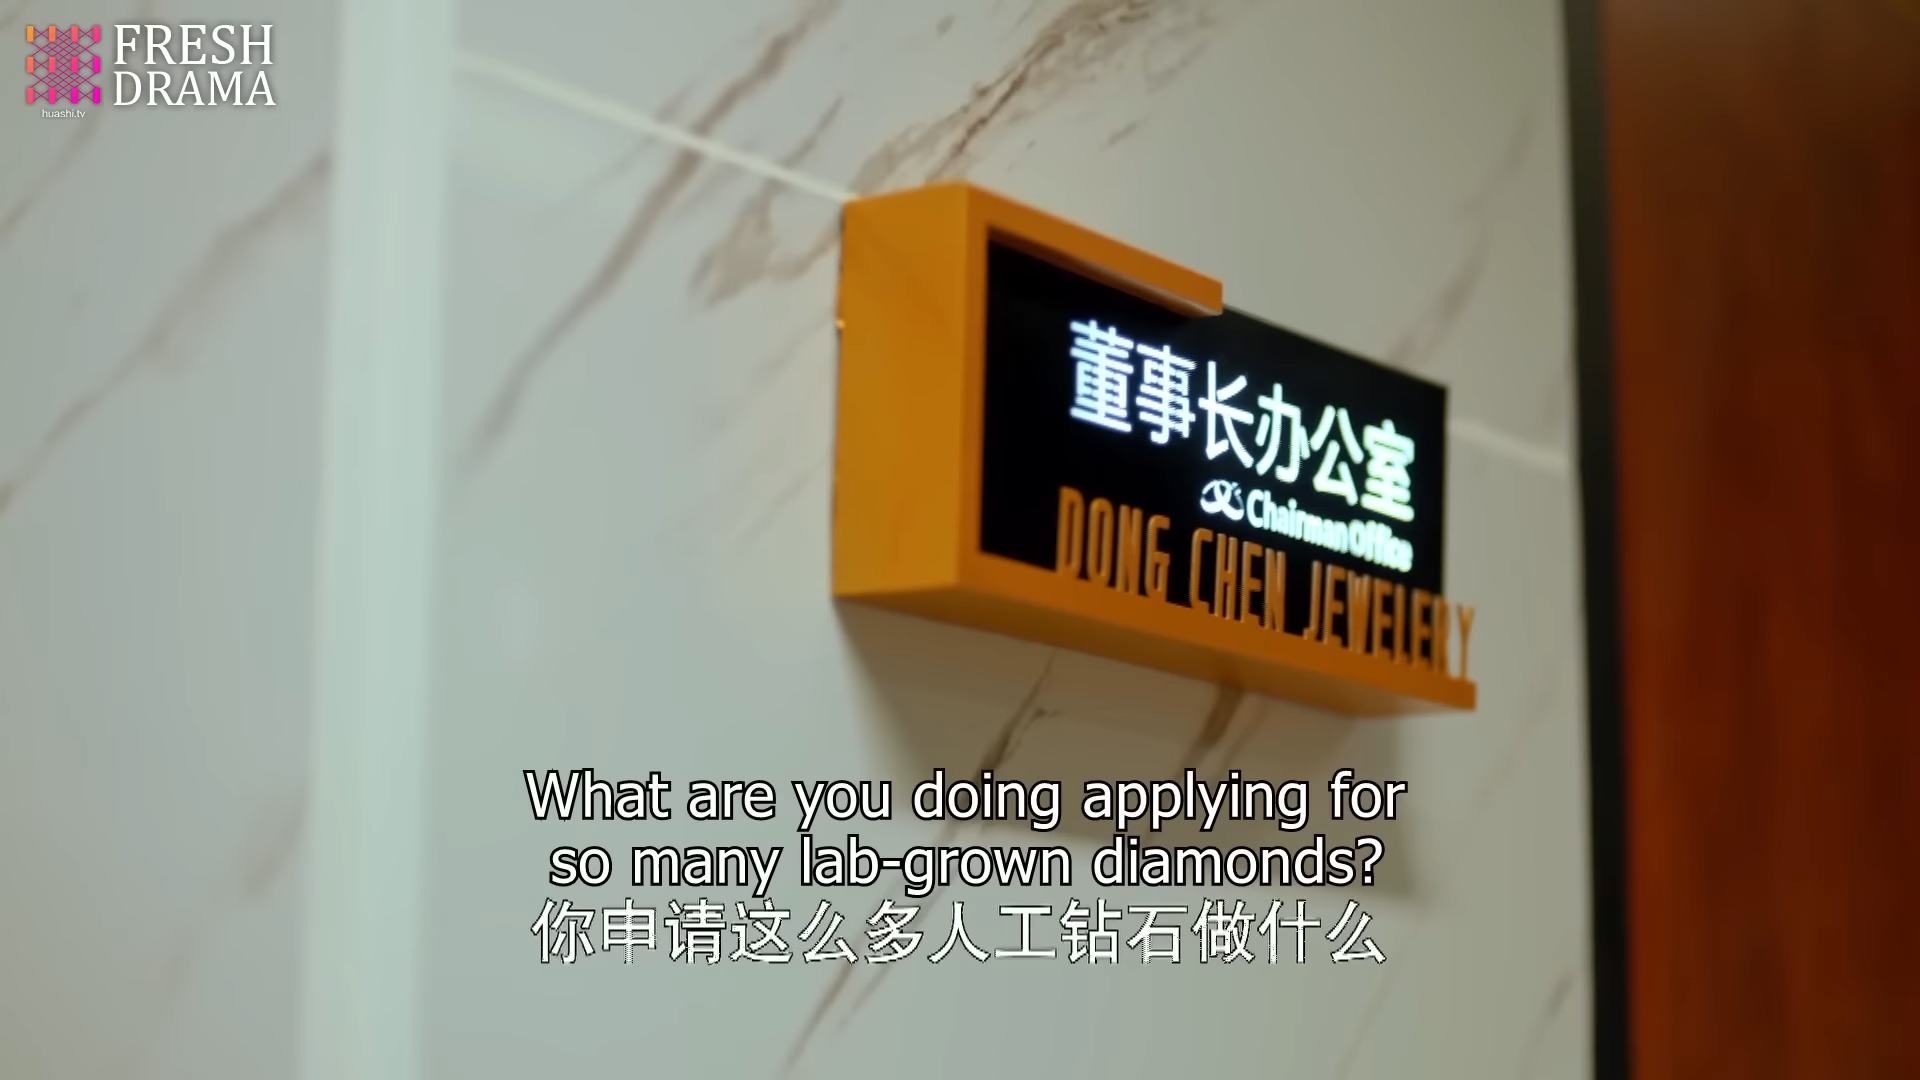 FRESH
DRAMA
huashi.tv
董事长办公室
Chairman Office
DONG CHEN JEWELERY
What are you doing applying for
so many lab-grown diamonds?
你申请这么多人工钻石做什么